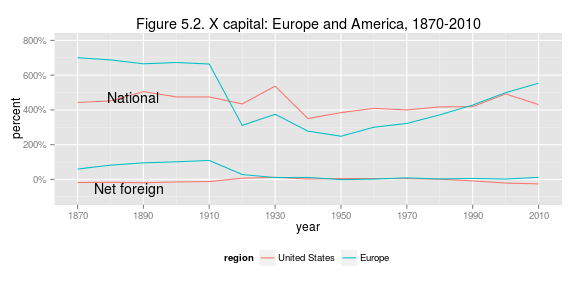 Figure 5.2. X capital: Europe and America, 1870-2010
800%
600%
400%
200%
0%
percent
National
Net foreign
1870 1890 1910 1930 1950 1970 1990 2010
year
region United States Europe